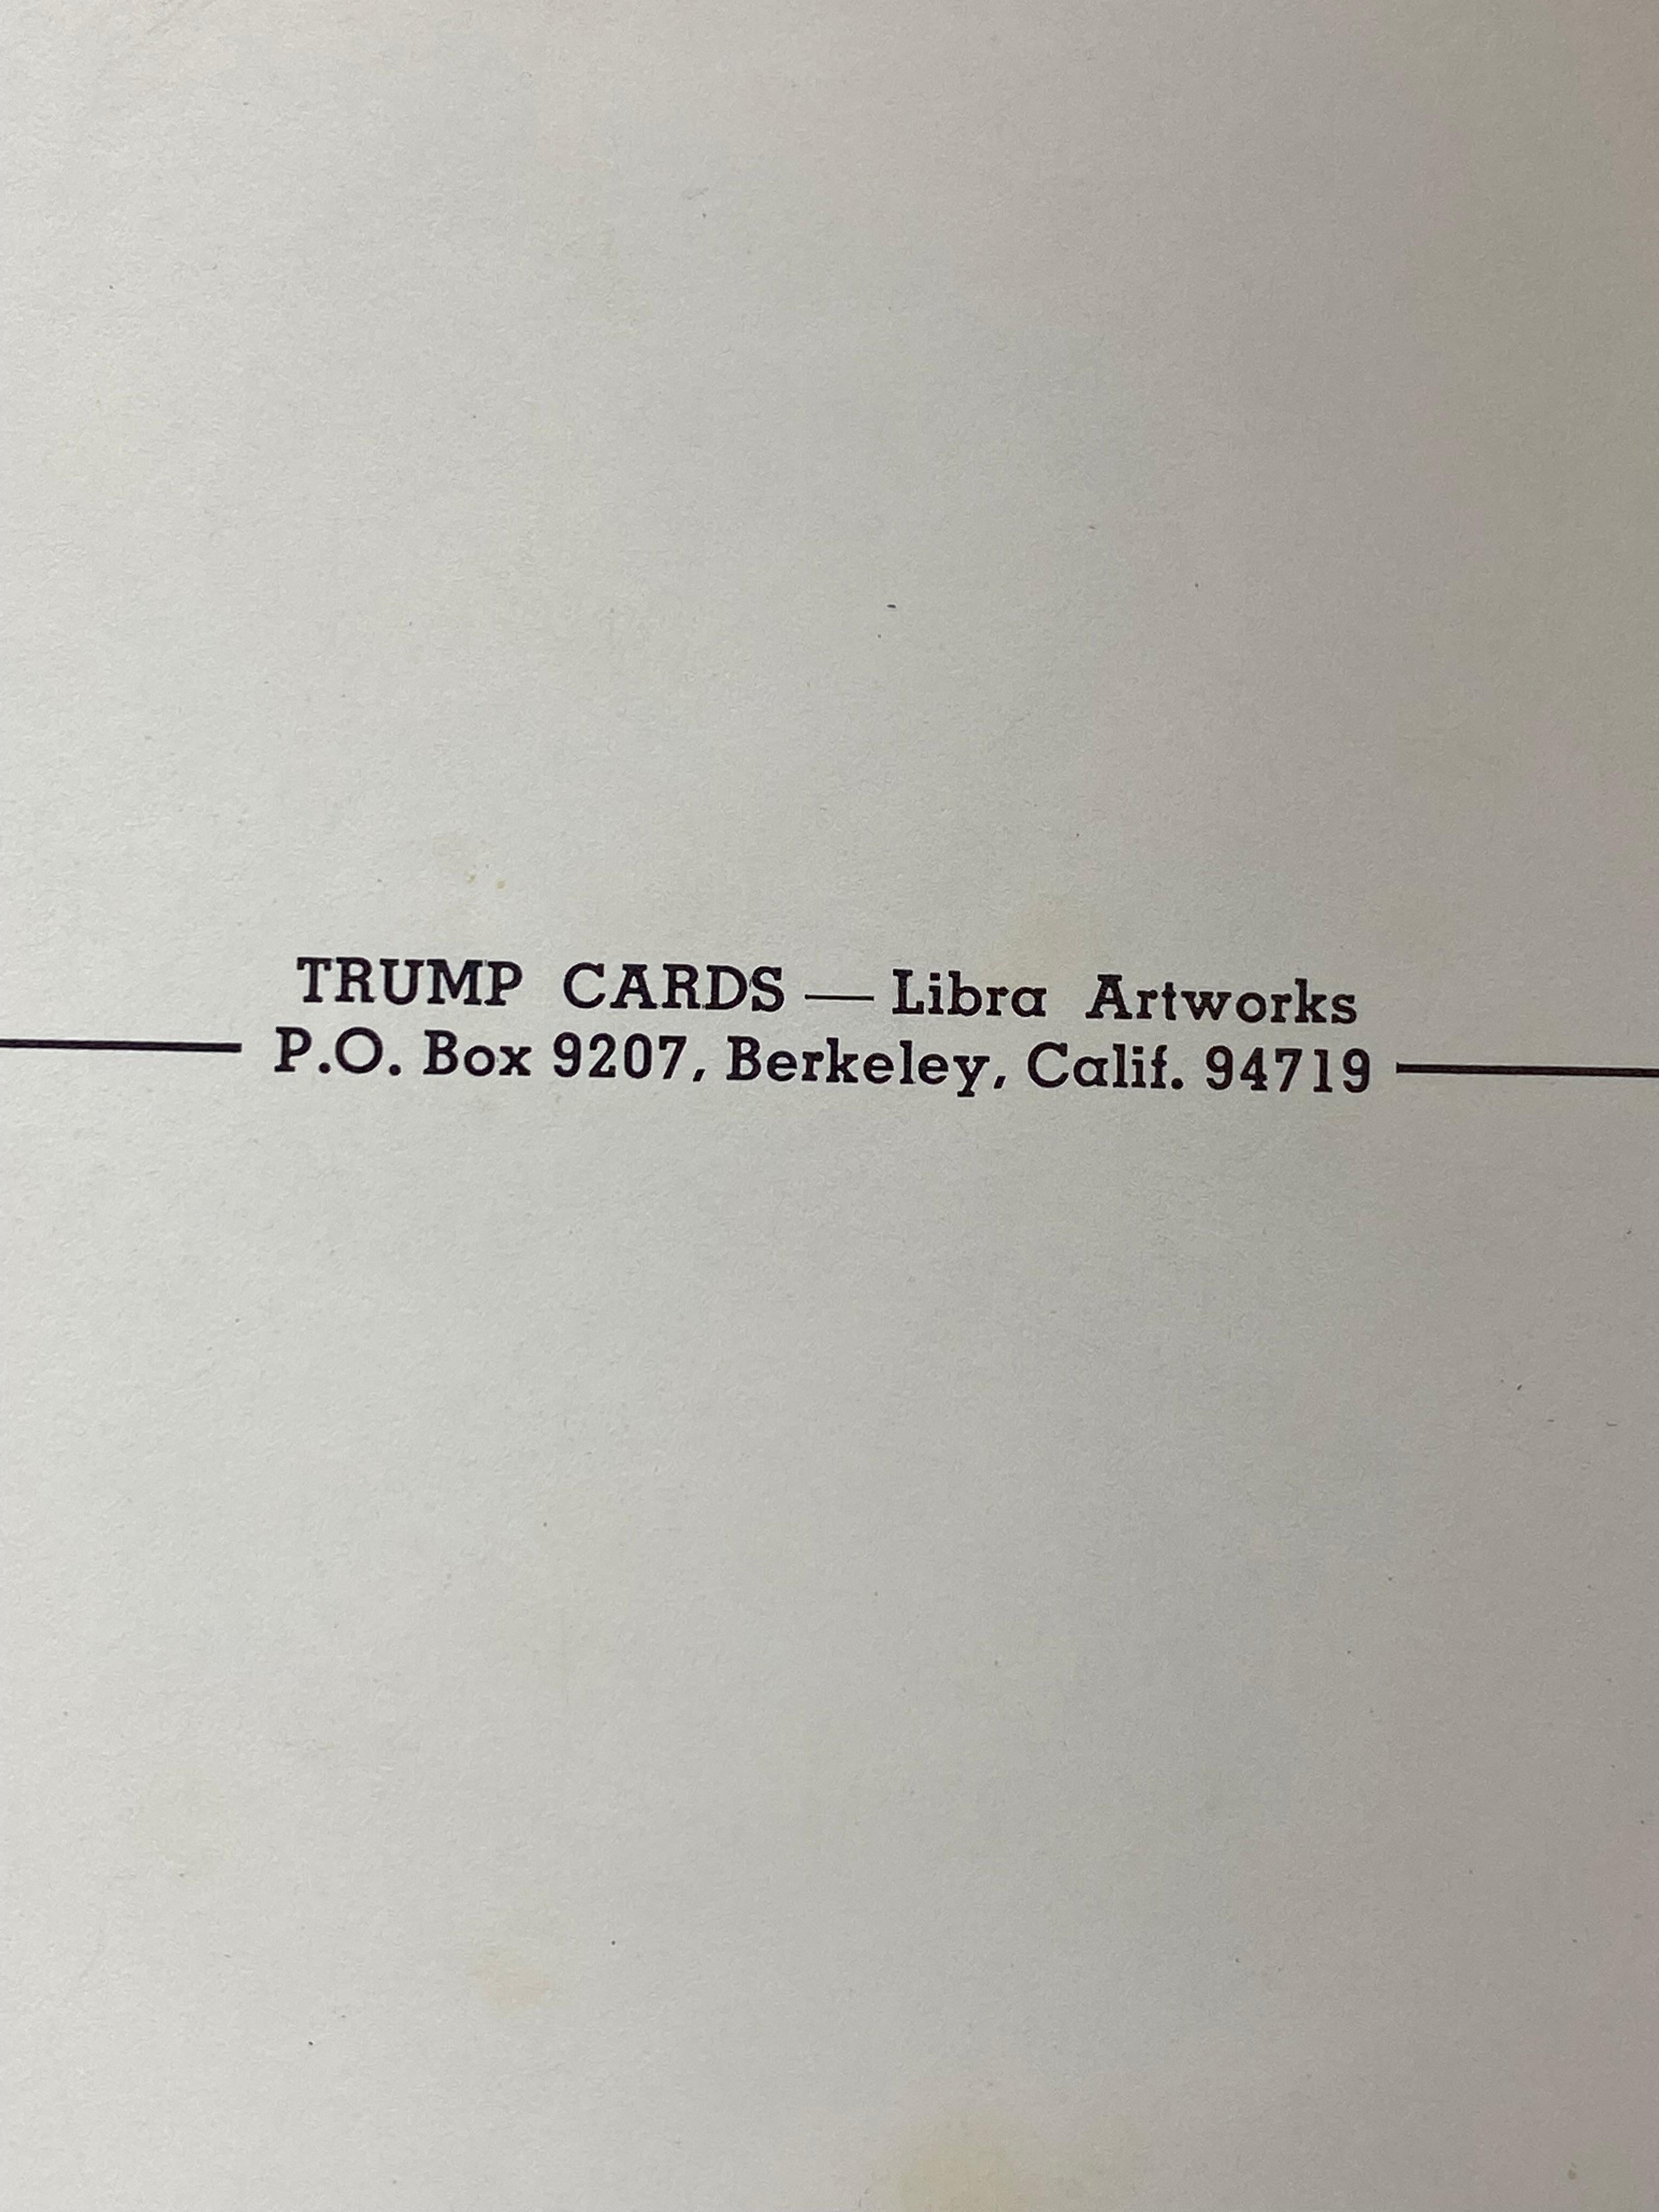 TRUMP CARDS — Libra Artworks
P.O. Box 9207, Berkeley, Calif. 94719